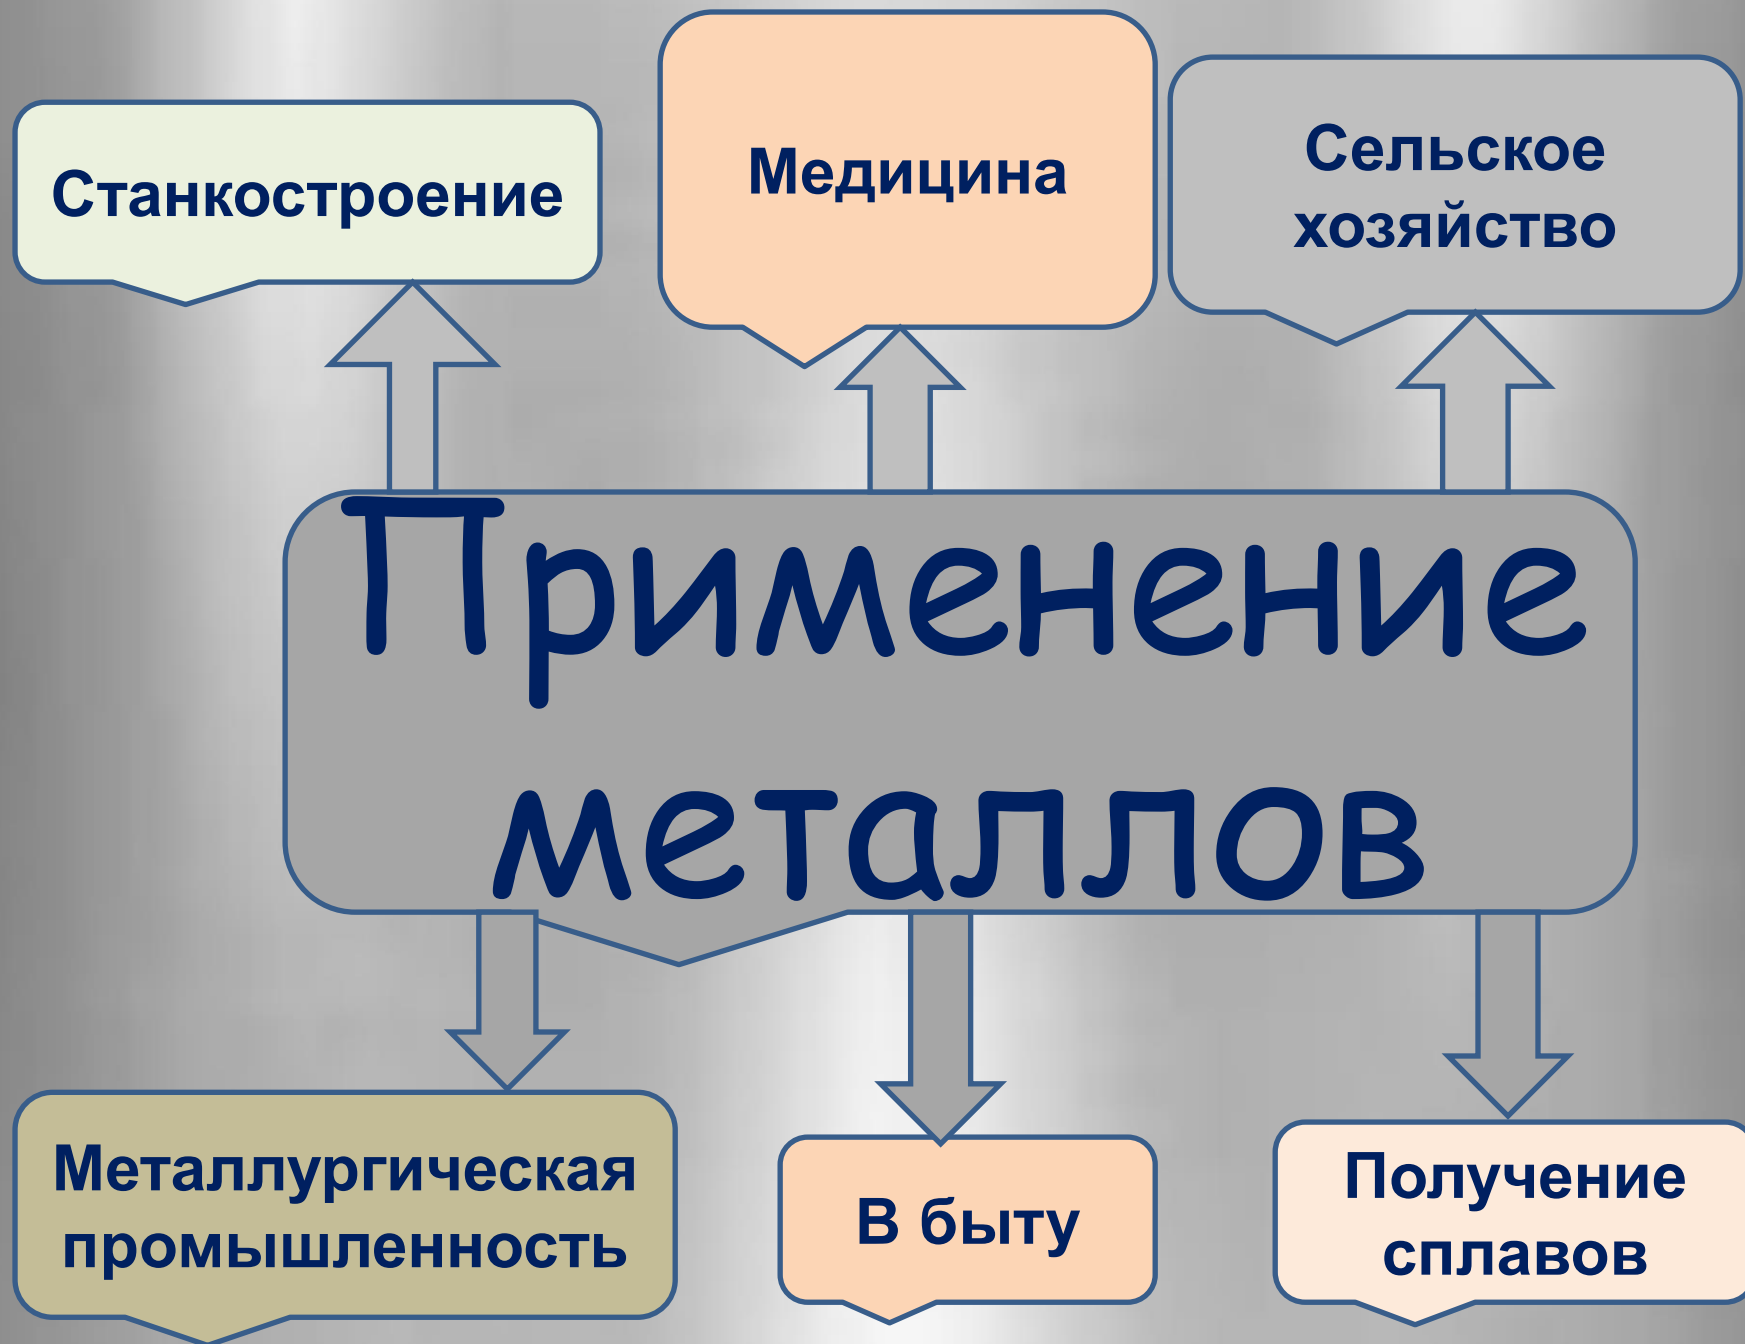 Станкостроение
Медицина
Сельское
хозяйство
Применение
металлов
Металлургическая
промышленность
В быту
Получение
сплавов